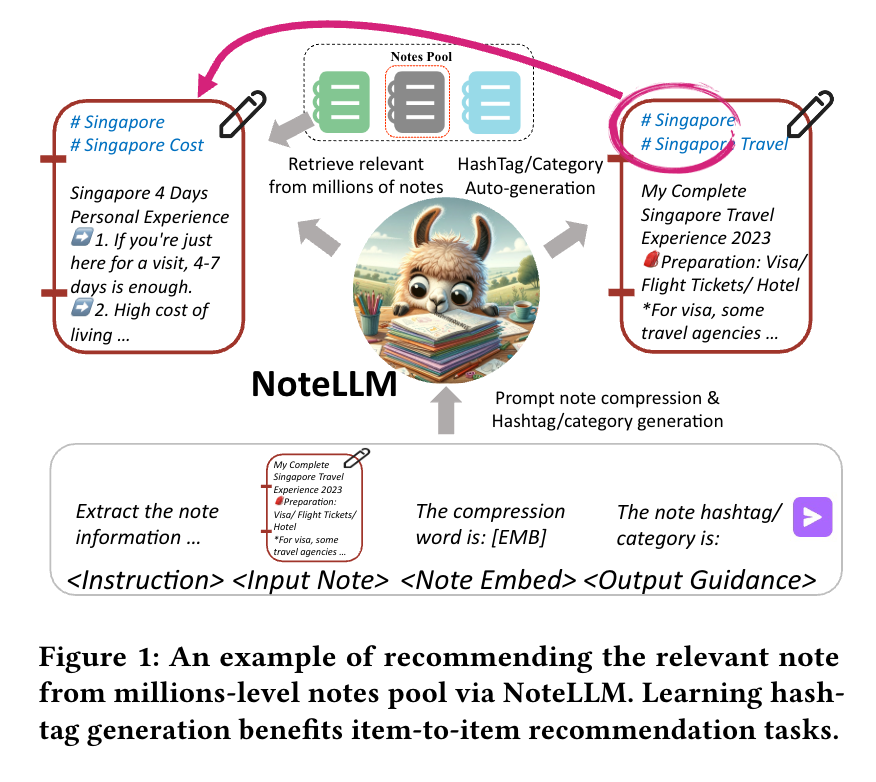 Notes Pool
# Singapore
# Singapore Cost
Singapore 4 Days
Personal Experience
➡️ 1. If you're just
here for a visit, 4-7
days is enough.
➡️ 2. High cost of
living ...
Retrieve relevant
from millions of notes
HashTag/Category
Auto-generation
# Singapore
# Singapore Travel
My Complete
Singapore Travel
Experience 2023
🎒Preparation: Visa/
Flight Tickets/ Hotel
*For visa, some
travel agencies ...
NoteLLM
Prompt note compression &
Hashtag/category generation
Extract the note
information ...
My Complete
Singapore Travel
Experience 2023
🎒Preparation:
Visa/ Flight Tickets/
Hotel
*For visa, some
travel agencies ...
The compression
word is: [EMB]
The note hashtag/
category is:
<Instruction> <Input Note> <Note Embed> <Output Guidance>
Figure 1: An example of recommending the relevant note
from millions-level notes pool via NoteLLM. Learning hash-
tag generation benefits item-to-item recommendation tasks.